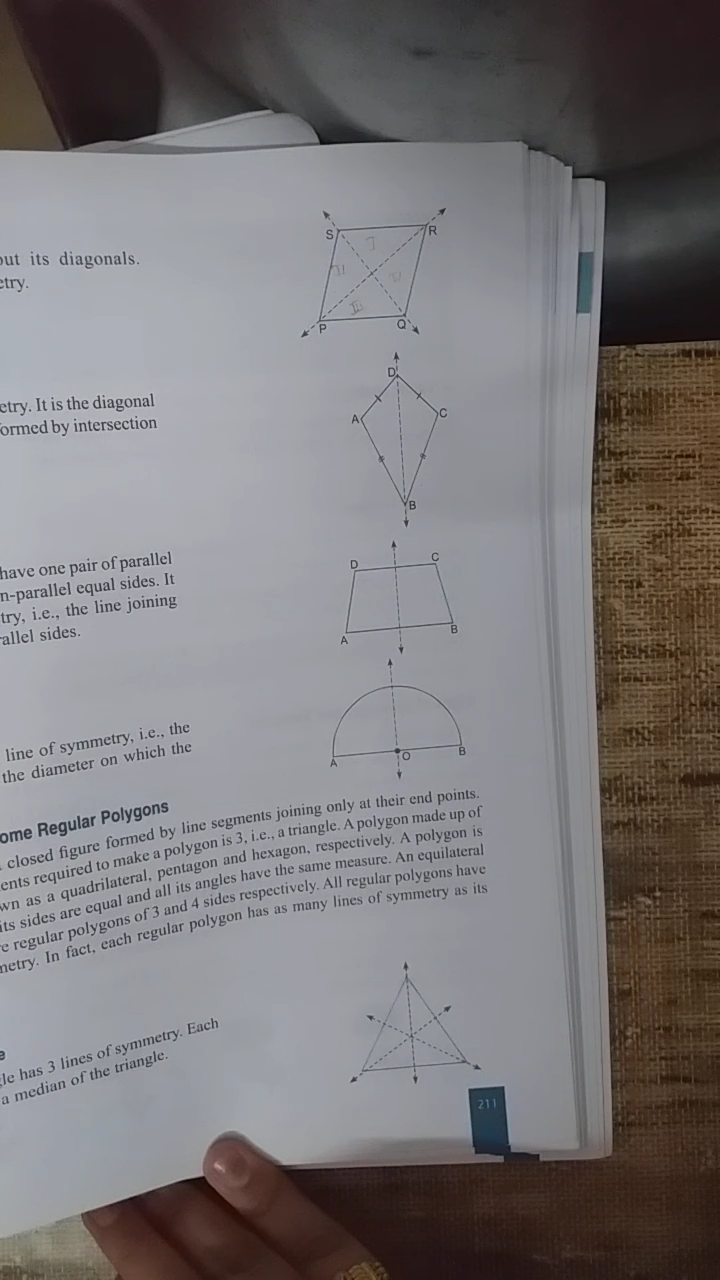 S R
out its diagonals.
etry.
P Q
D
etry. It is the diagonal
A C
ormed by intersection
B
have one pair of parallel
D C
n-parallel equal sides. It
try, i.e., the line joining
rallel sides.
A B
line of symmetry, i.e., the
the diameter on which the
A O B
ome Regular Polygons
closed figure formed by line segments joining only at their end points.
ents required to make a polygon is 3, i.e., a triangle. A polygon made up of
wn as a quadrilateral, pentagon and hexagon, respectively. A polygon is
its sides are equal and all its angles have the same measure. An equilateral
re regular polygons of 3 and 4 sides respectively. All regular polygons have
metry. In fact, each regular polygon has as many lines of symmetry as its
e
gle has 3 lines of symmetry. Each
a median of the triangle.
211